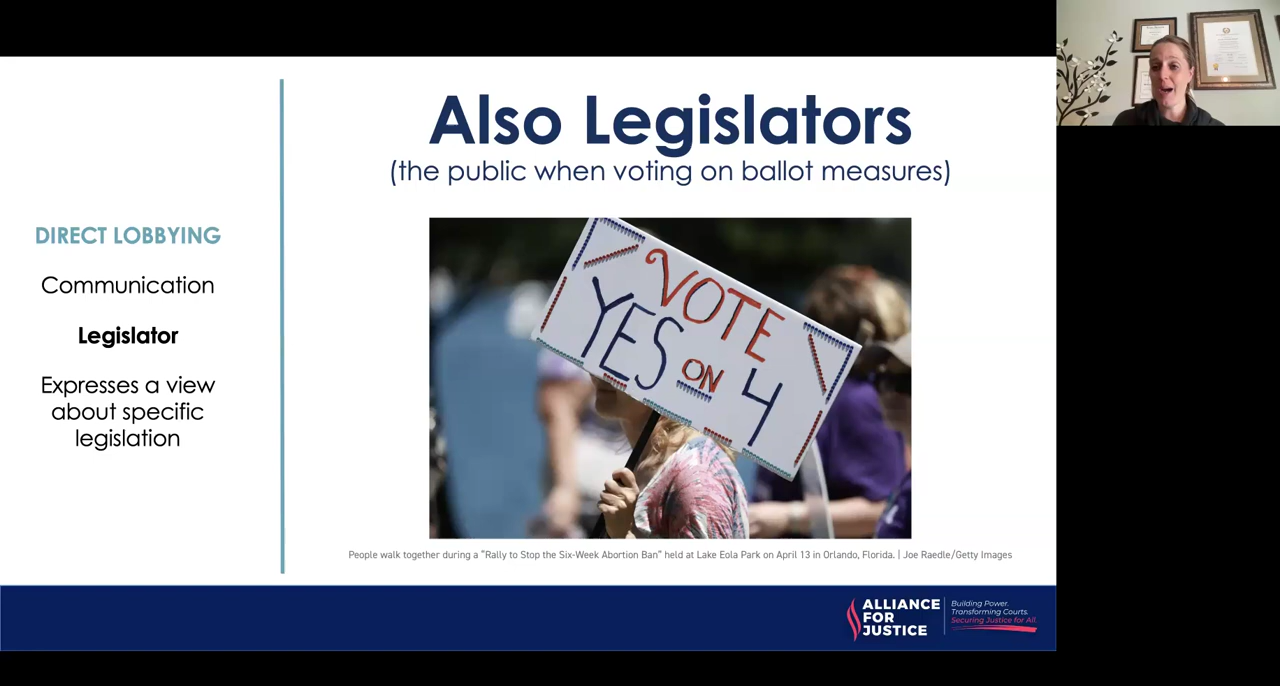 Also Legislators
(the public when voting on ballot measures)
DIRECT LOBBYING
Communication
Legislator
Expresses a view
about specific
legislation
VOTE
YES ON 4
People walk together during a “Rally to Stop the Six-Week Abortion Ban” held at Lake Eola Park on April 13 in Orlando, Florida. | Joe Raedle/Getty Images
ALLIANCE
FOR
JUSTICE
Building Power.
Transforming Courts.
Securing Justice for All.